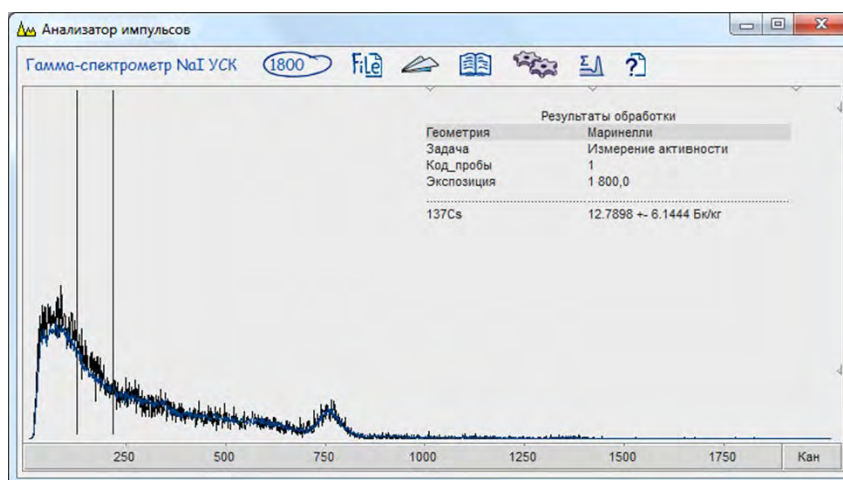 Анализатор импульсов
Гамма-спектрометр NaI УСК 1800 FiLe Σ ?
Результаты обработки
Геометрия Маринелли
Задача Измерение активности
Код_пробы 1
Экспозиция 1 800,0
137Cs 12.7898 +- 6.1444 Бк/кг
250 500 750 1000 1250 1500 1750 Кан